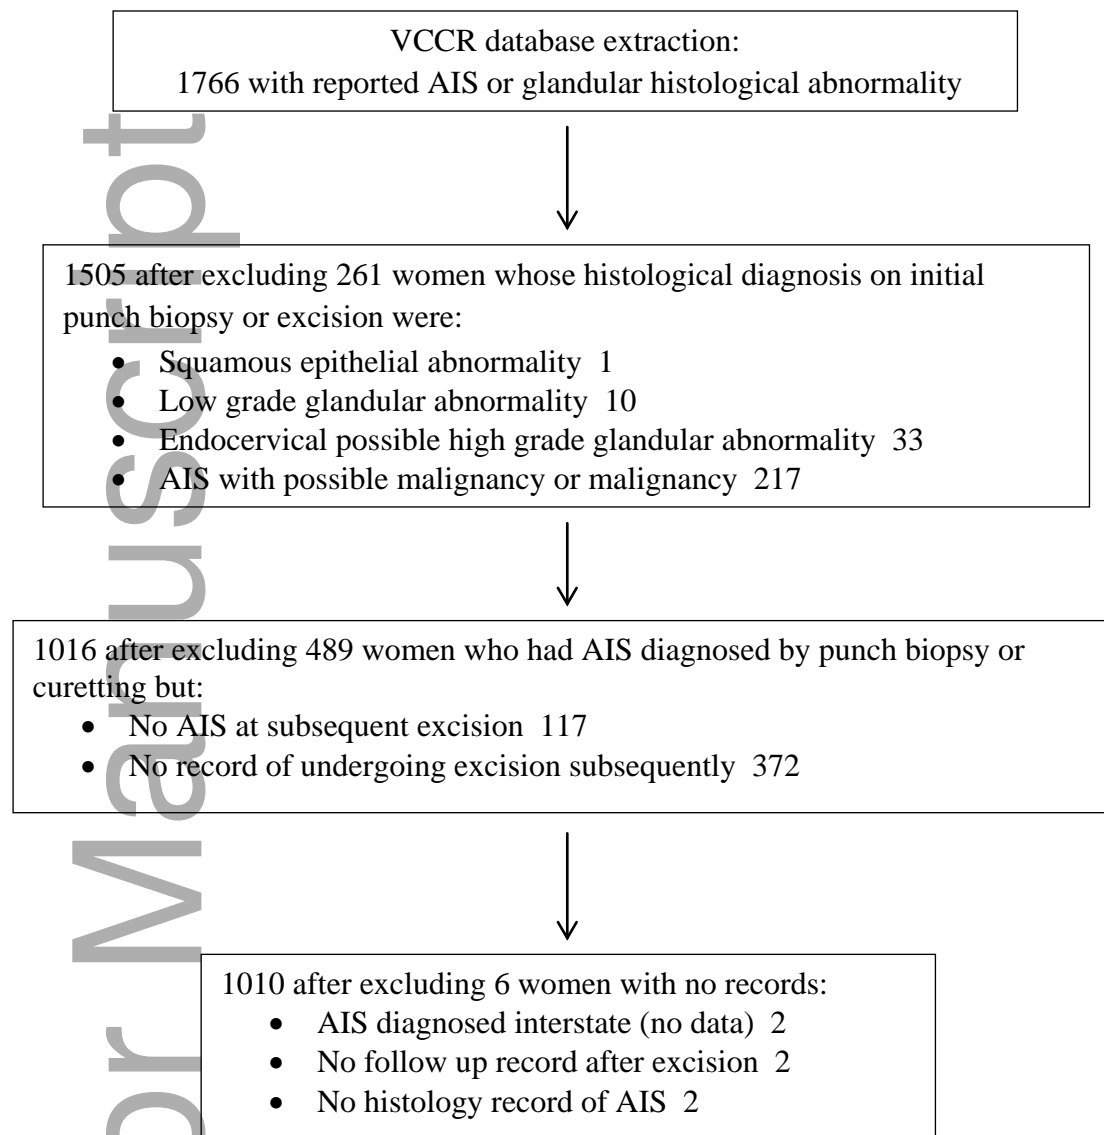 VCCR database extraction:
1766 with reported AIS or glandular histological abnormality
1505 after excluding 261 women whose histological diagnosis on initial
punch biopsy or excision were:
• Squamous epithelial abnormality 1
• Low grade glandular abnormality 10
• Endocervical possible high grade glandular abnormality 33
• AIS with possible malignancy or malignancy 217
1016 after excluding 489 women who had AIS diagnosed by punch biopsy or
curetting but:
• No AIS at subsequent excision 117
• No record of undergoing excision subsequently 372
1010 after excluding 6 women with no records:
• AIS diagnosed interstate (no data) 2
• No follow up record after excision 2
• No histology record of AIS 2
or Manuscript